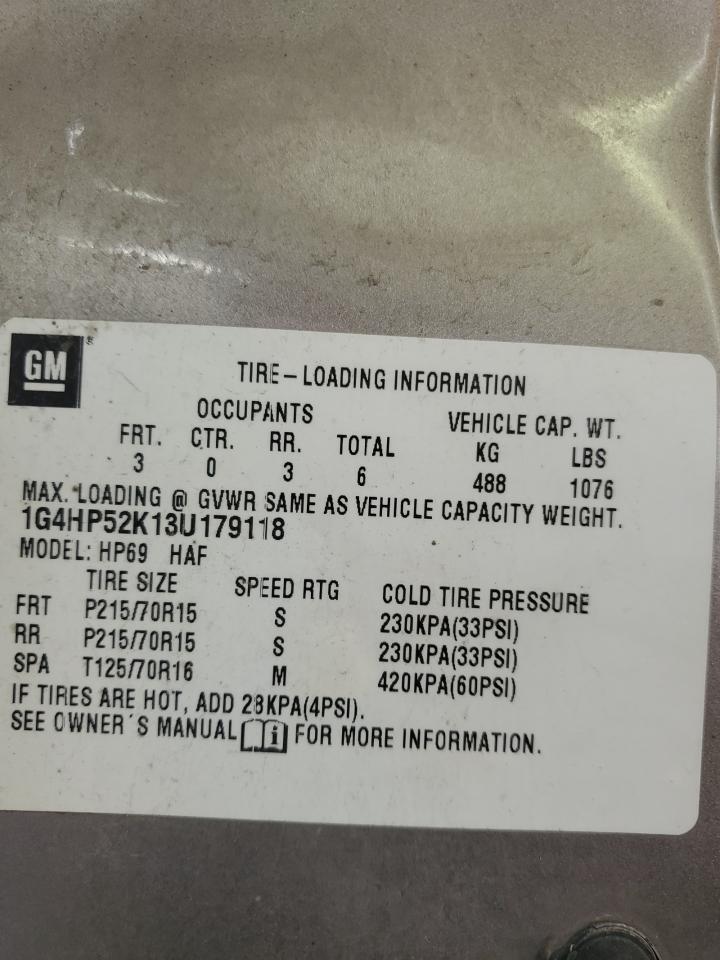 GM
TIRE-LOADING INFORMATION
OCCUPANTS VEHICLE CAP. WT.
FRT. CTR. RR. TOTAL KG LBS
3 0 3 6 488 1076
MAX. LOADING @ GVWR SAME AS VEHICLE CAPACITY WEIGHT.
1G4HP52K13U179118
MODEL: HP69 HAF
TIRE SIZE SPEED RTG COLD TIRE PRESSURE
FRT P215/70R15 S 230KPA(33PSI)
RR P215/70R15 S 230KPA(33PSI)
SPA T125/70R16 M 420KPA(60PSI)
IF TIRES ARE HOT, ADD 28KPA(4PSI).
SEE OWNER'S MANUAL i FOR MORE INFORMATION.